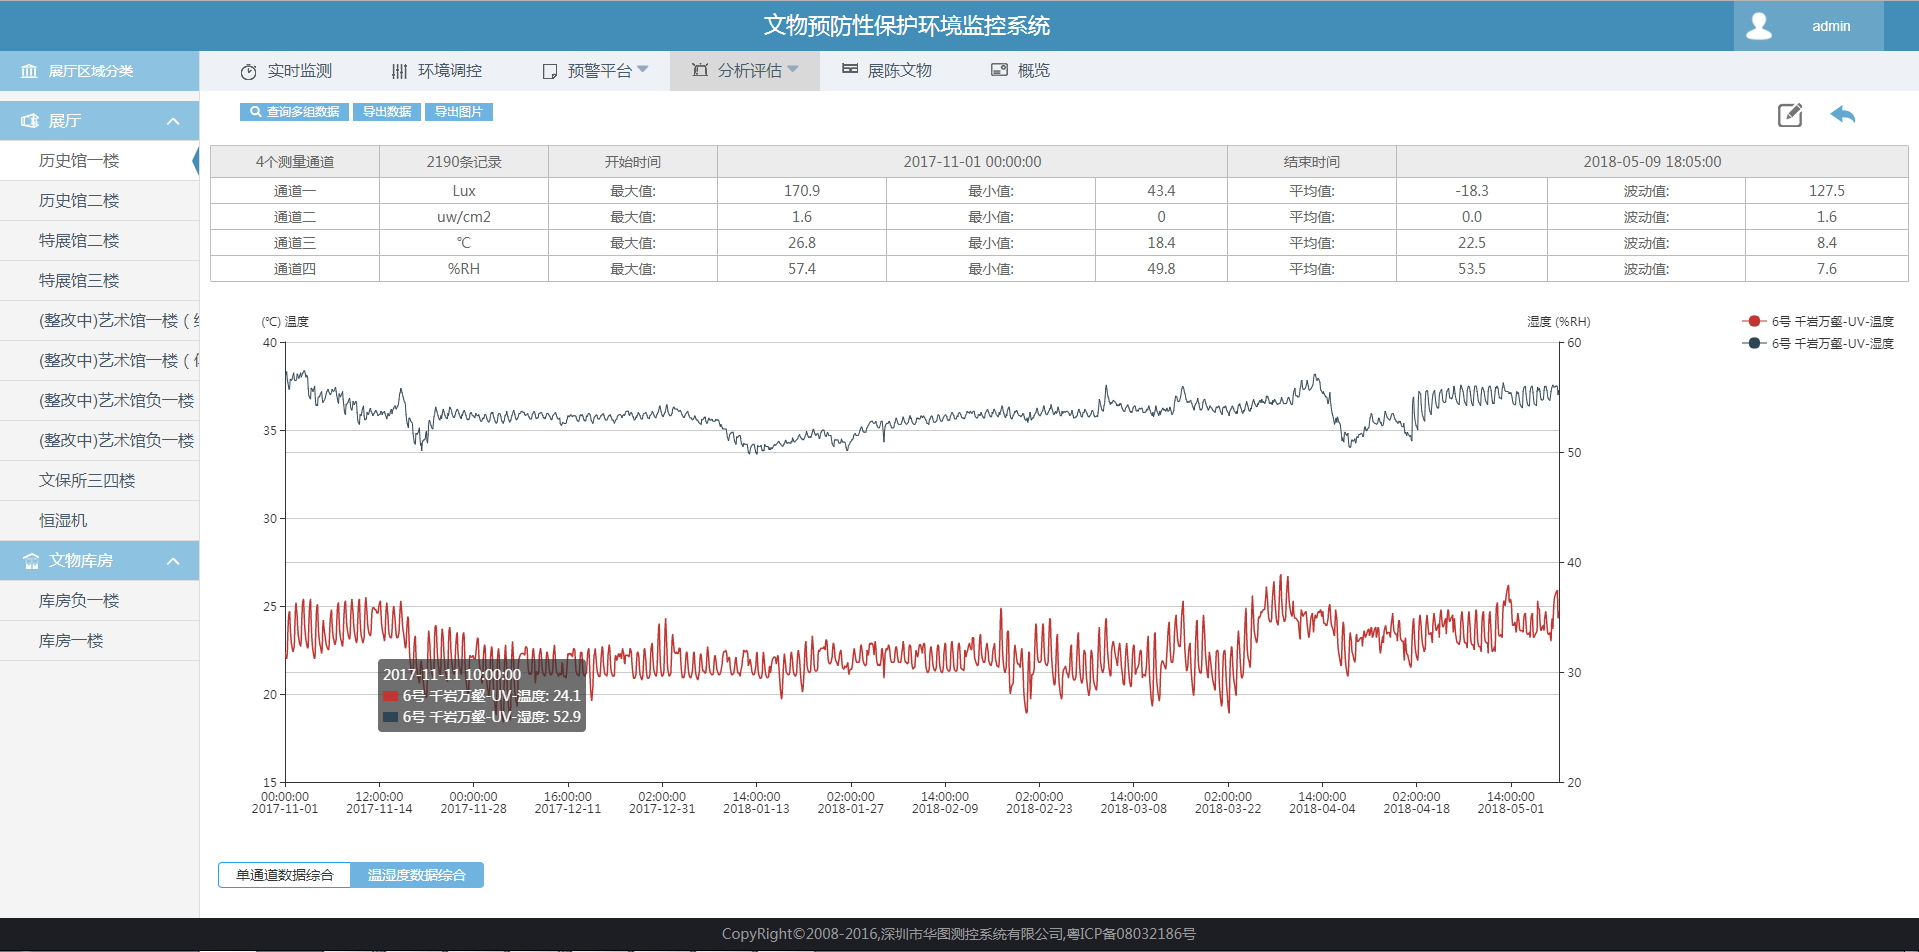 文物预防性保护环境监控系统
admin
展厅区域分类
实时监测
环境调控
预警平台
分析评估
展陈文物
概览
展厅
历史馆一楼
历史馆二楼
特展馆二楼
特展馆三楼
(整改中)艺术馆一楼 (
(整改中)艺术馆一楼 (
(整改中)艺术馆负一楼
(整改中)艺术馆负一楼
文保所三四楼
恒湿机
文物库房
库房负一楼
库房一楼
查询多组数据 导出数据 导出图片
4个测量通道 2190条记录 开始时间 2017-11-01 00:00:00 结束时间 2018-05-09 18:05:00
通道一 Lux 最大值: 170.9 最小值: 43.4 平均值: -18.3 波动值: 127.5
通道二 uw/cm2 最大值: 1.6 最小值: 0 平均值: 0.0 波动值: 1.6
通道三 ℃ 最大值: 26.8 最小值: 18.4 平均值: 22.5 波动值: 8.4
通道四 %RH 最大值: 57.4 最小值: 49.8 平均值: 53.5 波动值: 7.6
(℃) 温度
湿度 (%RH)
6号 千岩万壑-UV-温度
6号 千岩万壑-UV-湿度
40
35
30
25
20
15
60
50
40
30
20
2017-11-11 10:00:00
6号 千岩万壑-UV-温度: 24.1
6号 千岩万壑-UV-湿度: 52.9
00:00:00 12:00:00 00:00:00 16:00:00 02:00:00 14:00:00 02:00:00 14:00:00 02:00:00 14:00:00 02:00:00 14:00:00 02:00:00 14:00:00
2017-11-01 2017-11-14 2017-11-28 2017-12-11 2017-12-31 2018-01-13 2018-01-27 2018-02-09 2018-02-23 2018-03-08 2018-03-22 2018-04-04 2018-04-18 2018-05-01
单通道数据综合 温湿度数据综合
CopyRight©2008-2016,深圳市华图测控系统有限公司,粤ICP备08032186号